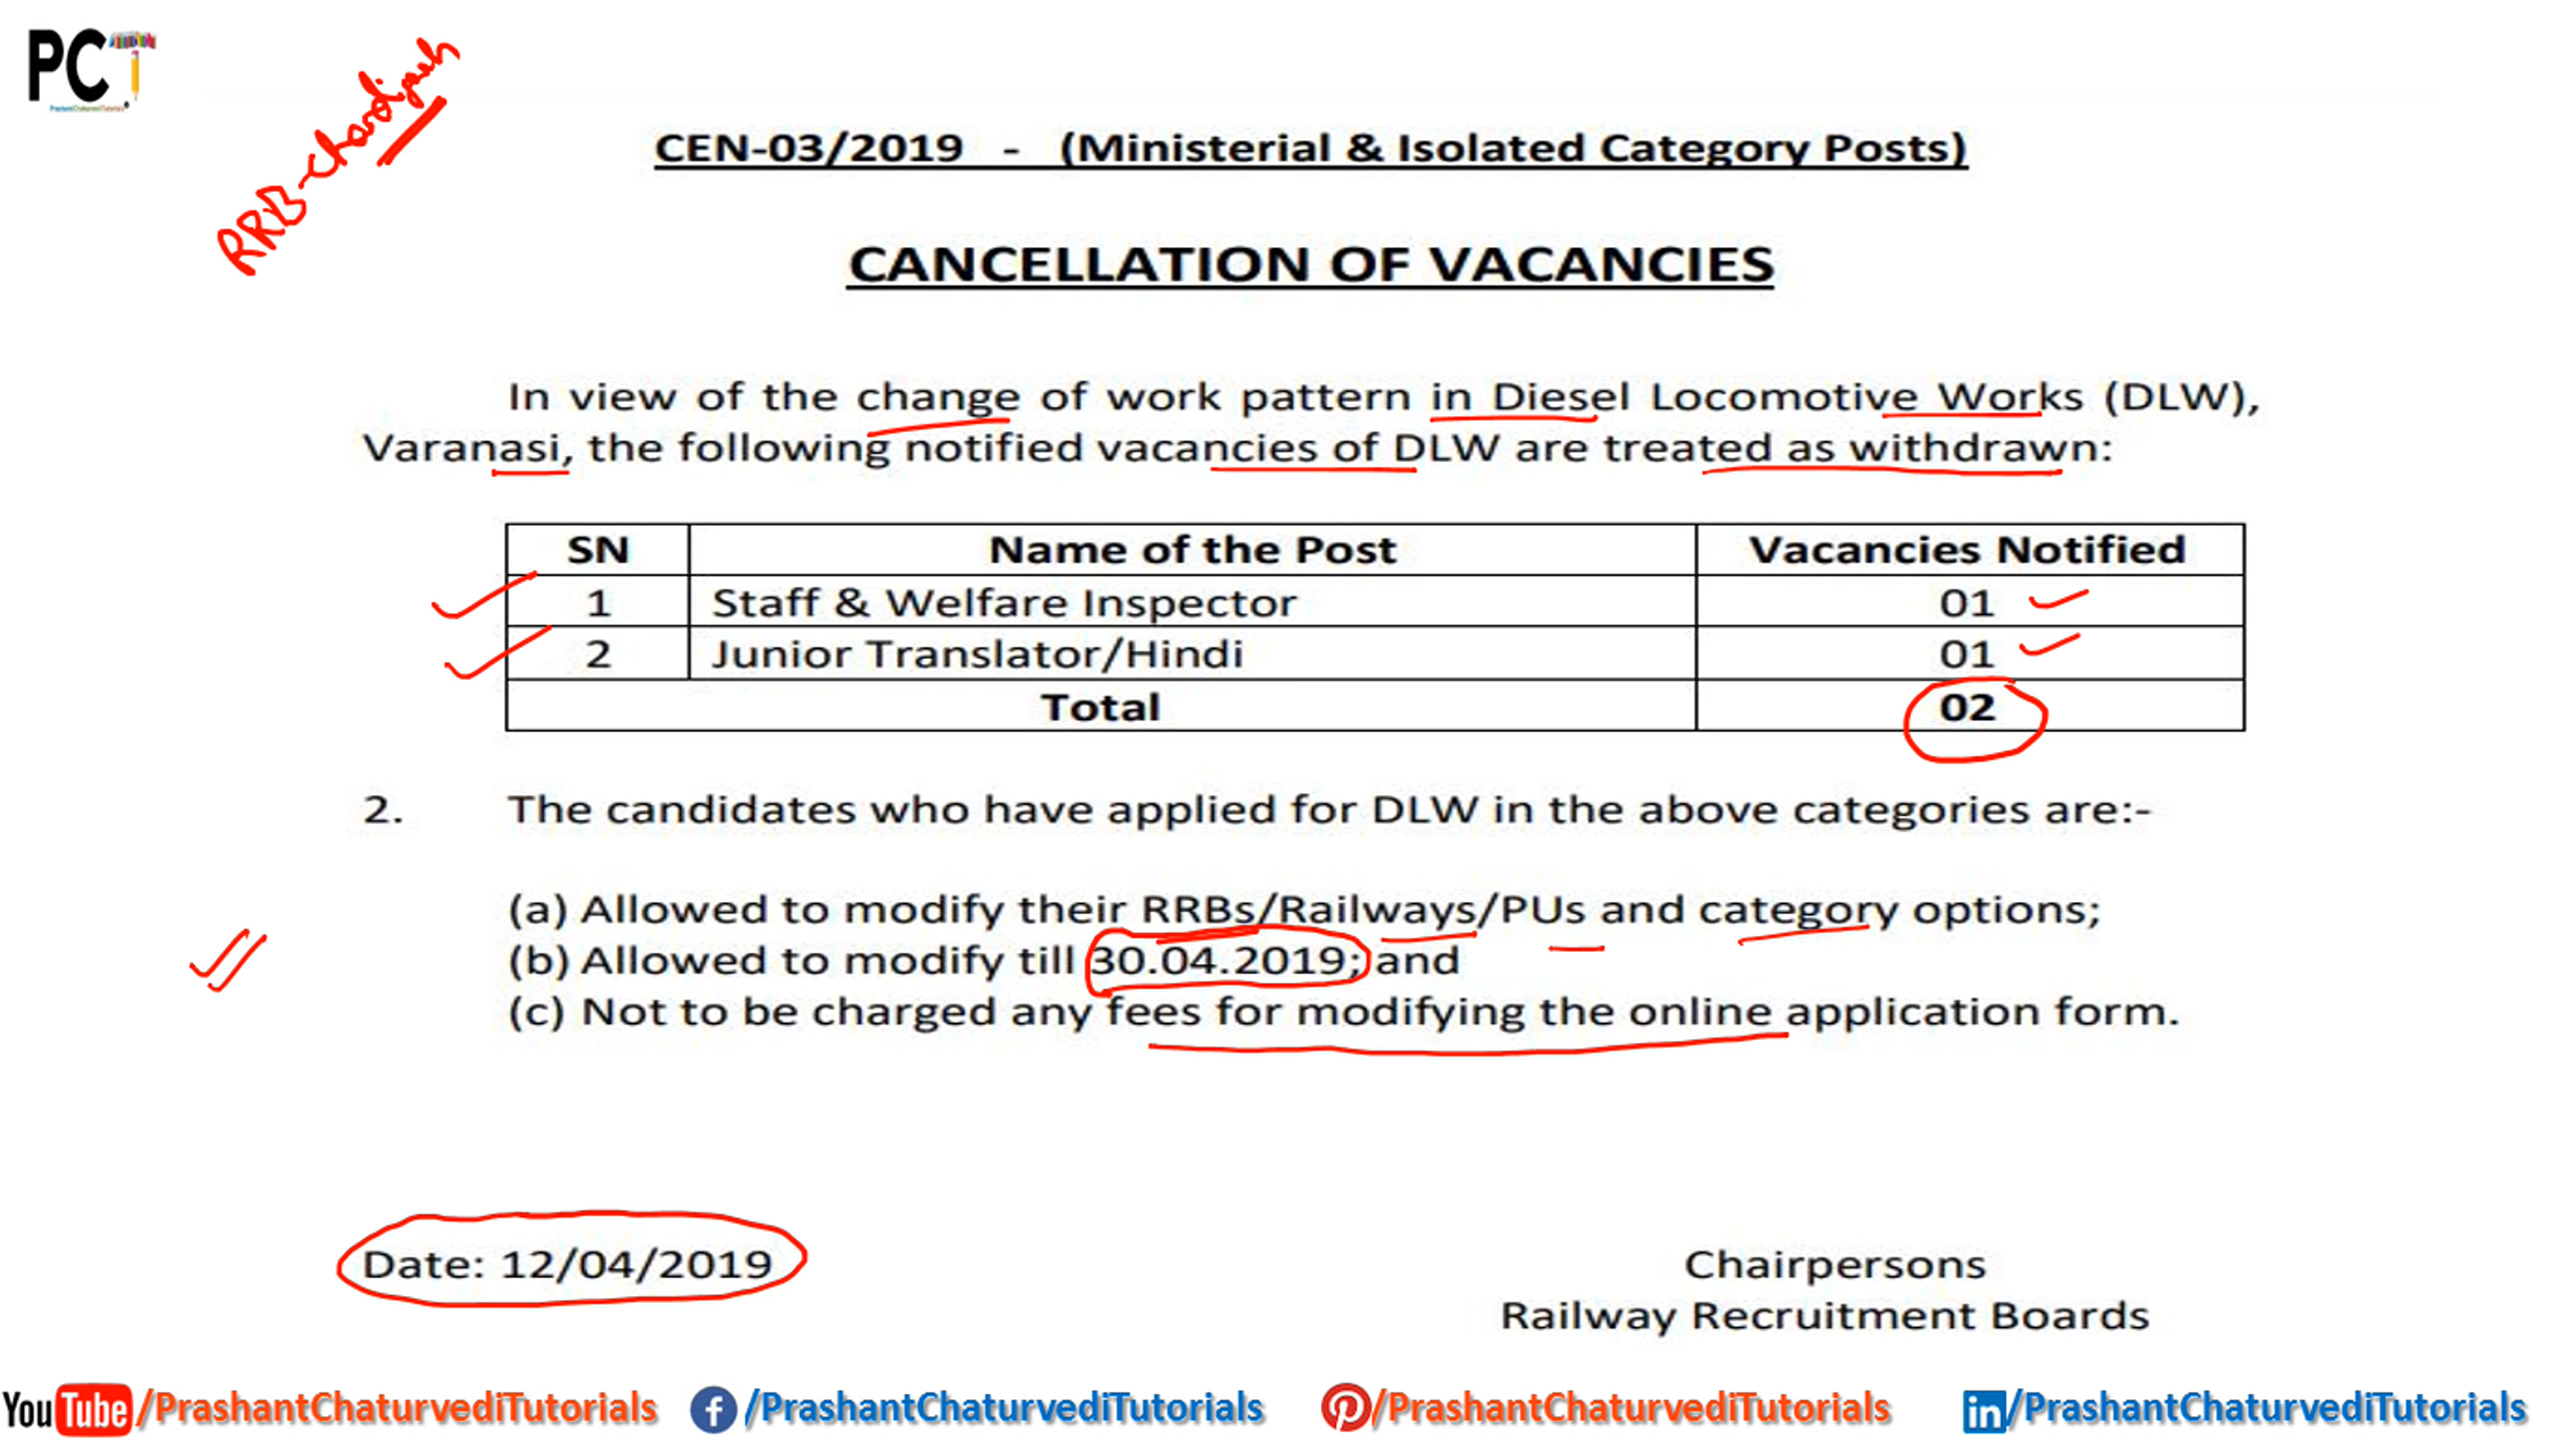 PCT
PrashantChaturvediTutorials
RRB-Chandigarh
CEN-03/2019 - (Ministerial & Isolated Category Posts)
CANCELLATION OF VACANCIES
In view of the change of work pattern in Diesel Locomotive Works (DLW),
Varanasi, the following notified vacancies of DLW are treated as withdrawn:
SN Name of the Post Vacancies Notified
1 Staff & Welfare Inspector 01
2 Junior Translator/Hindi 01
Total 02
2. The candidates who have applied for DLW in the above categories are:-
(a) Allowed to modify their RRBs/Railways/PUs and category options;
(b) Allowed to modify till 30.04.2019; and
(c) Not to be charged any fees for modifying the online application form.
Date: 12/04/2019
Chairpersons
Railway Recruitment Boards
YouTube/PrashantChaturvediTutorials f/PrashantChaturvediTutorials /PrashantChaturvediTutorials in/PrashantChaturvediTutorials